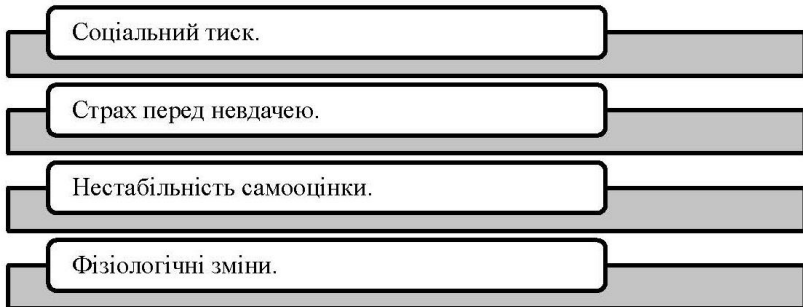 Соціальний тиск.
Страх перед невдачею.
Нестабільність самооцінки.
Фізіологічні зміни.